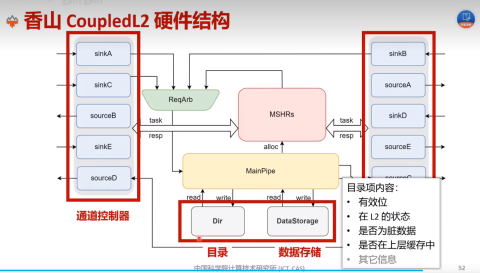 香山 CoupledL2 硬件结构
sinkA
sinkC
sourceB
sinkE
sourceD
通道控制器
ReqArb
MSHRs
task
resp
task
resp
alloc
MainPipe
read
write
read
write
Dir
DataStorage
目录
数据存储
sinkB
sourceA
sinkD
sourceE
目录项内容：
• 有效位
• 在 L2 的状态
• 是否为脏数据
• 是否在上层缓存中
• 其它信息
中国科学院计算技术研究所 (ICT, CAS)
52